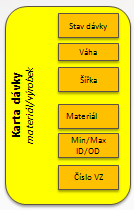 Karta dávky
materiál/výrobek
Stav dávky
Váha
Šířka
Materiál
Min/Max
ID/OD
Číslo VZ